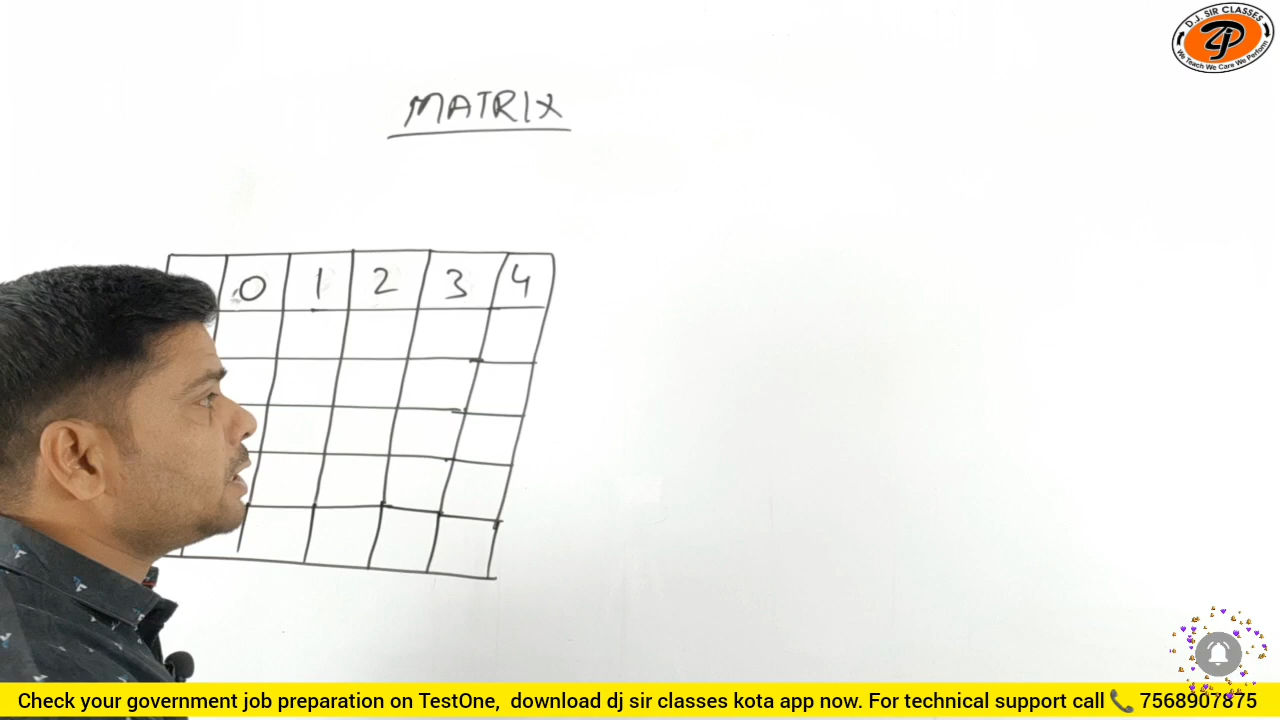 D.J. SIR CLASSES
We Teach We Care We Perform
MATRIX
0 1 2 3 4
Check your government job preparation on TestOne, download dj sir classes kota app now. For technical support call 📞 7568907875